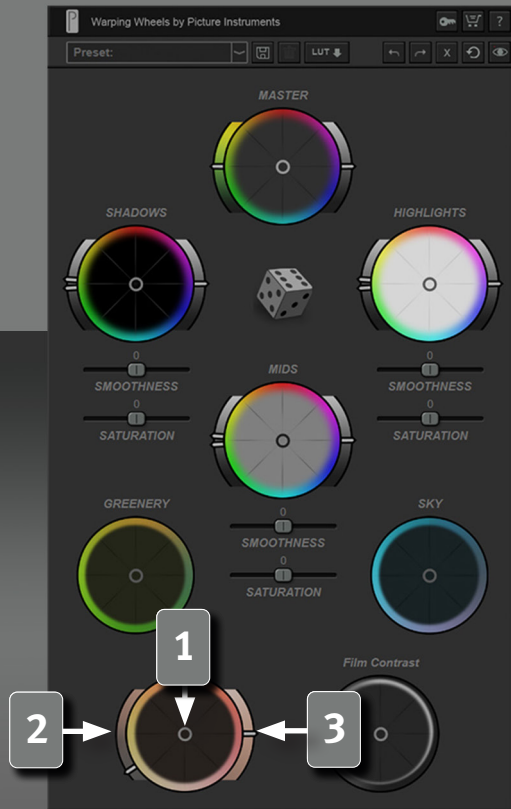 Warping Wheels by Picture Instruments
?
Preset:
LUT
X
MASTER
SHADOWS
HIGHLIGHTS
0
SMOOTHNESS
0
SATURATION
MIDS
0
SMOOTHNESS
0
SATURATION
GREENERY
0
SMOOTHNESS
0
SATURATION
SKY
1
Film Contrast
2
3